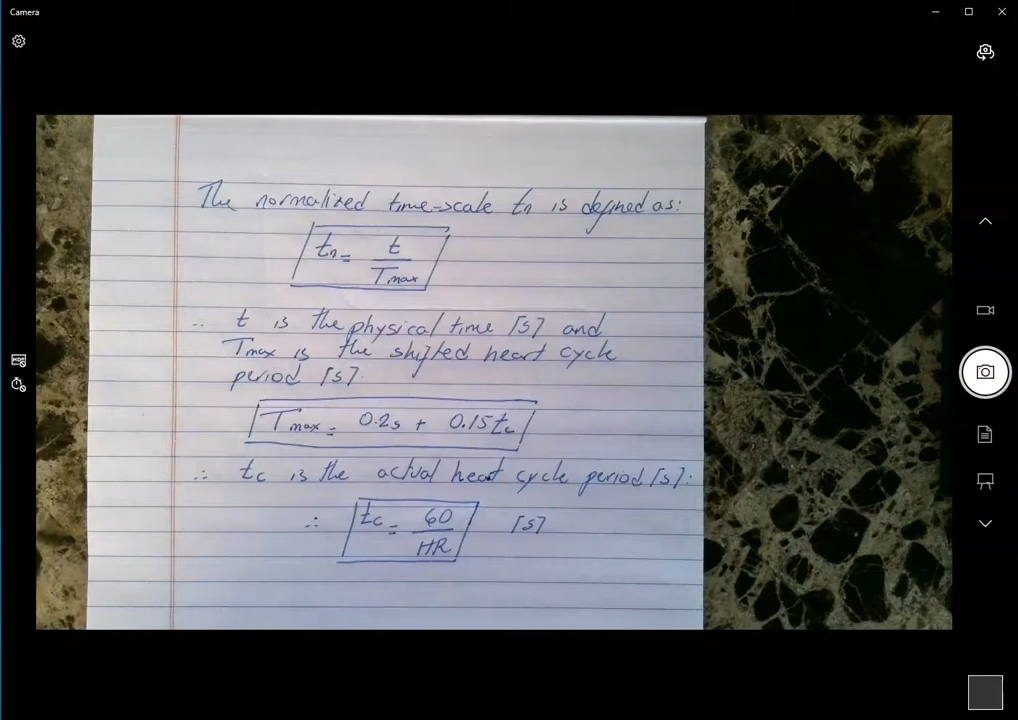 Camera
The normalized time-scale tn is defined as:
tn = t / Tmax
∴ t is the physical time [s] and
Tmax is the shifted heart cycle
period [s].
Tmax = 0.2s + 0.15tc
∴ tc is the actual heart cycle period [s].
∴ tc = 60 / HR [s]